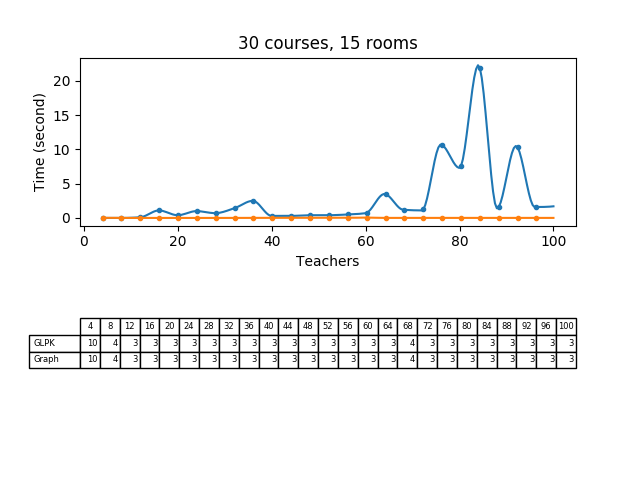 30 courses, 15 rooms
Time (second)
20
15
10
5
0
0 20 40 60 80 100
Teachers
4 8 12 16 20 24 28 32 36 40 44 48 52 56 60 64 68 72 76 80 84 88 92 96 100
GLPK 10 4 3 3 3 3 3 3 3 3 3 3 3 3 3 3 4 3 3 3 3 3 3 3 3
Graph 10 4 3 3 3 3 3 3 3 3 3 3 3 3 3 3 4 3 3 3 3 3 3 3 3